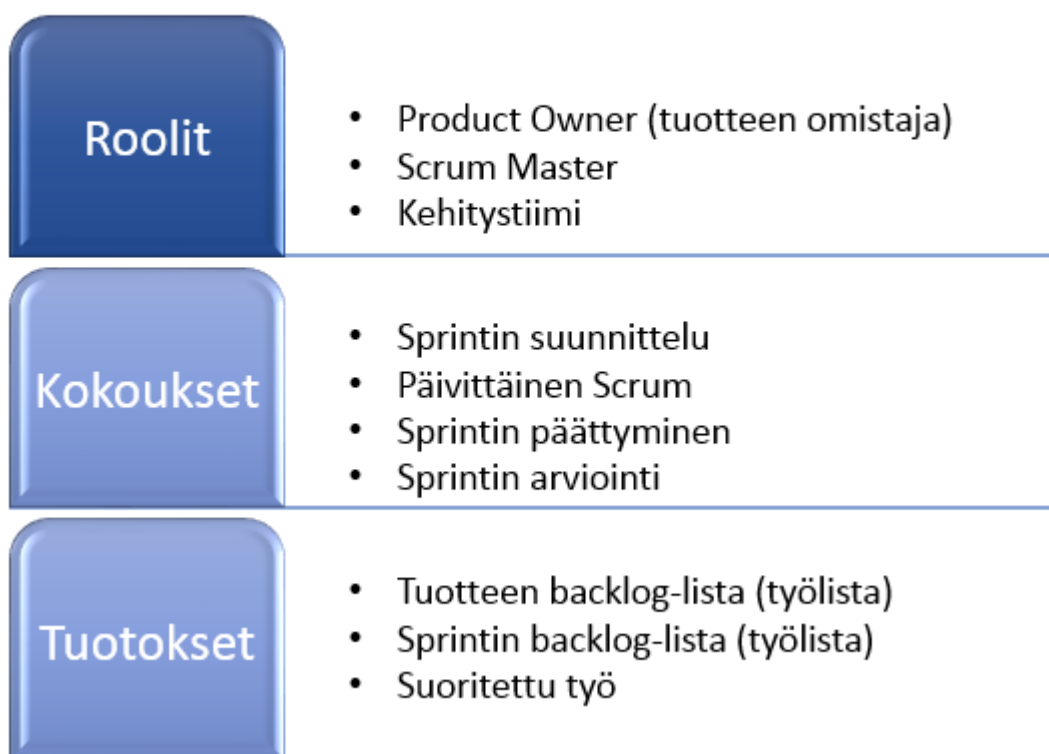 Roolit
• Product Owner (tuotteen omistaja)
• Scrum Master
• Kehitystiimi
Kokoukset
• Sprintin suunnittelu
• Päivittäinen Scrum
• Sprintin päättyminen
• Sprintin arviointi
Tuotokset
• Tuotteen backlog-lista (työlista)
• Sprintin backlog-lista (työlista)
• Suoritettu työ